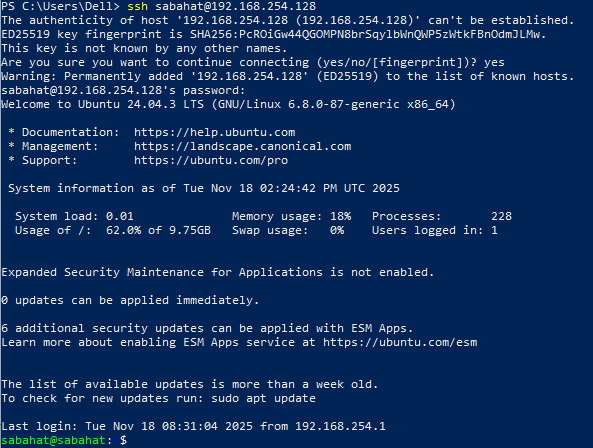 PS C:\Users\Dell> ssh sabahat@192.168.254.128
The authenticity of host '192.168.254.128 (192.168.254.128)' can't be established.
ED25519 key fingerprint is SHA256:PcROiGw44QGOMPN8brSqylbWnQWP5zWtkFBnOdmJLMw.
This key is not known by any other names.
Are you sure you want to continue connecting (yes/no/[fingerprint])? yes
Warning: Permanently added '192.168.254.128' (ED25519) to the list of known hosts.
sabahat@192.168.254.128's password:
Welcome to Ubuntu 24.04.3 LTS (GNU/Linux 6.8.0-87-generic x86_64)

 * Documentation:  https://help.ubuntu.com
 * Management:     https://landscape.canonical.com
 * Support:        https://ubuntu.com/pro

 System information as of Tue Nov 18 02:24:42 PM UTC 2025

  System load: 0.01              Memory usage: 18%   Processes:       228
  Usage of /:  62.0% of 9.75GB   Swap usage:   0%    Users logged in: 1

Expanded Security Maintenance for Applications is not enabled.

0 updates can be applied immediately.

6 additional security updates can be applied with ESM Apps.
Learn more about enabling ESM Apps service at https://ubuntu.com/esm

The list of available updates is more than a week old.
To check for new updates run: sudo apt update

Last login: Tue Nov 18 08:31:04 2025 from 192.168.254.1
sabahat@sabahat: $